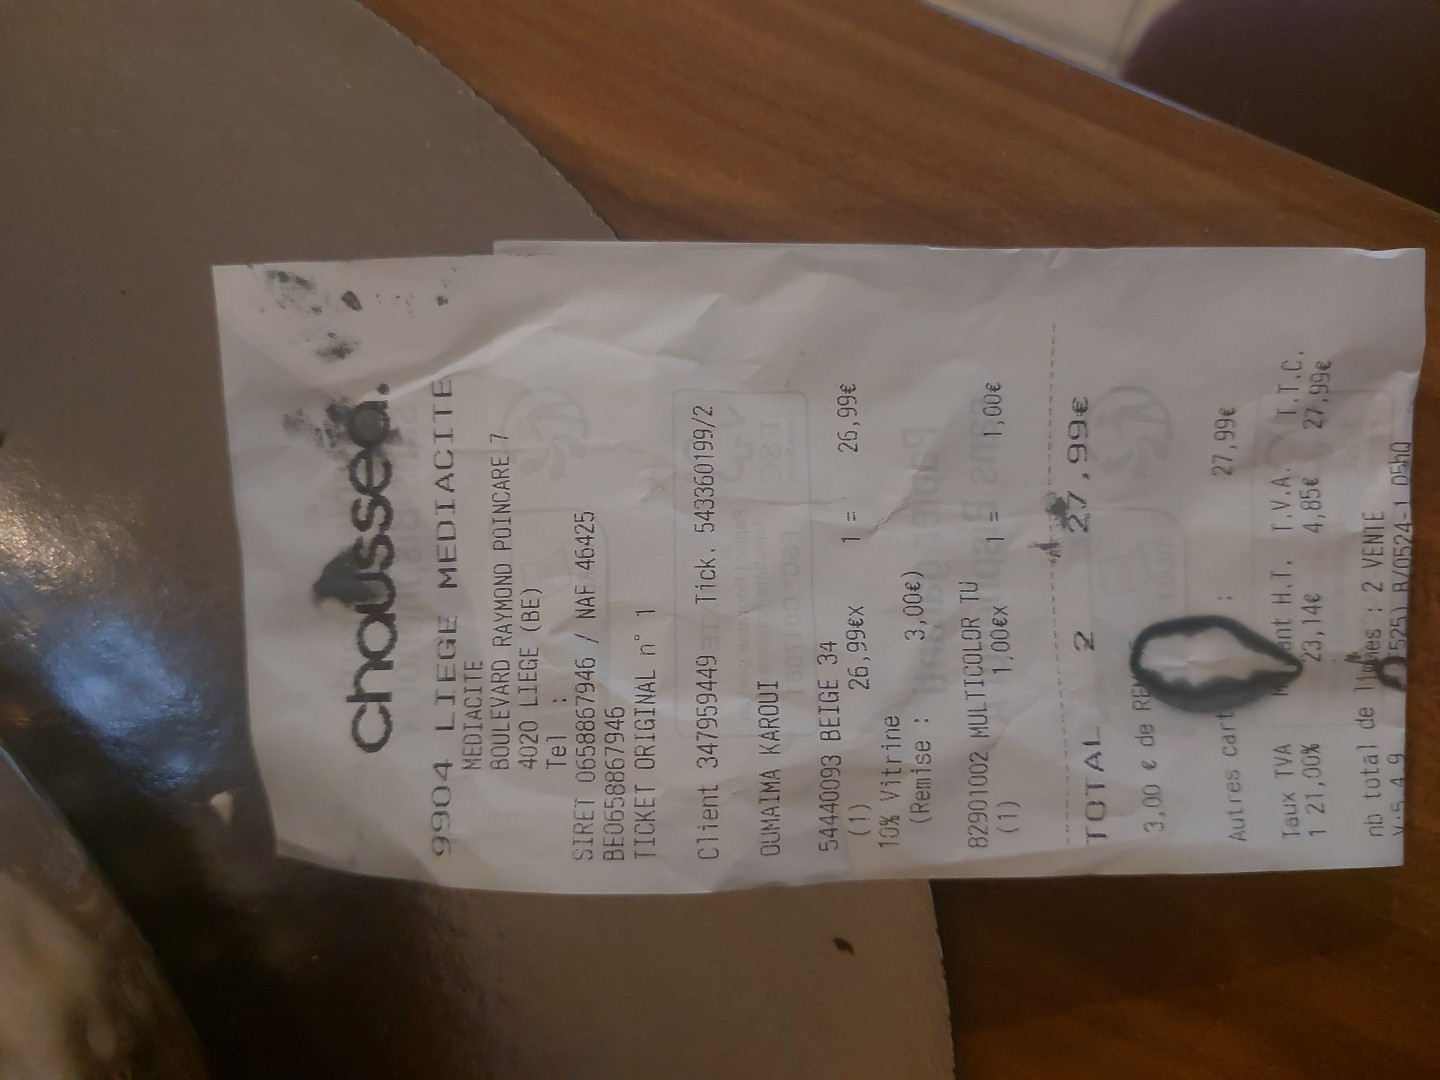 chaussea.
9904 LIEGE MEDIACITE
MEDIACITE
BOULEVARD RAYMOND POINCARE 7
4020 LIEGE (BE)
Tel :
SIRET 0658867946 / NAF 46425
BE0658867946
TICKET ORIGINAL n° 1
Client 347959449 Tick. 543360199/2
OUMAIMA KAROUI
54440093 BEIGE 34
(1) 26,99€x 1 = 26,99€
10% Vitrine
(Remise : 3,00€)
82901002 MULTICOLOR TU
(1) 1,00€x 1 = 1,00€
TOTAL 2 27,99€
3,00 € de
Autres cart : 27,99€
Taux TVA H.T. T.V.A. T.T.C.
1 21,00% 23,14€ 4,85€ 27,99€
nb total de lignes : 2 VENTE